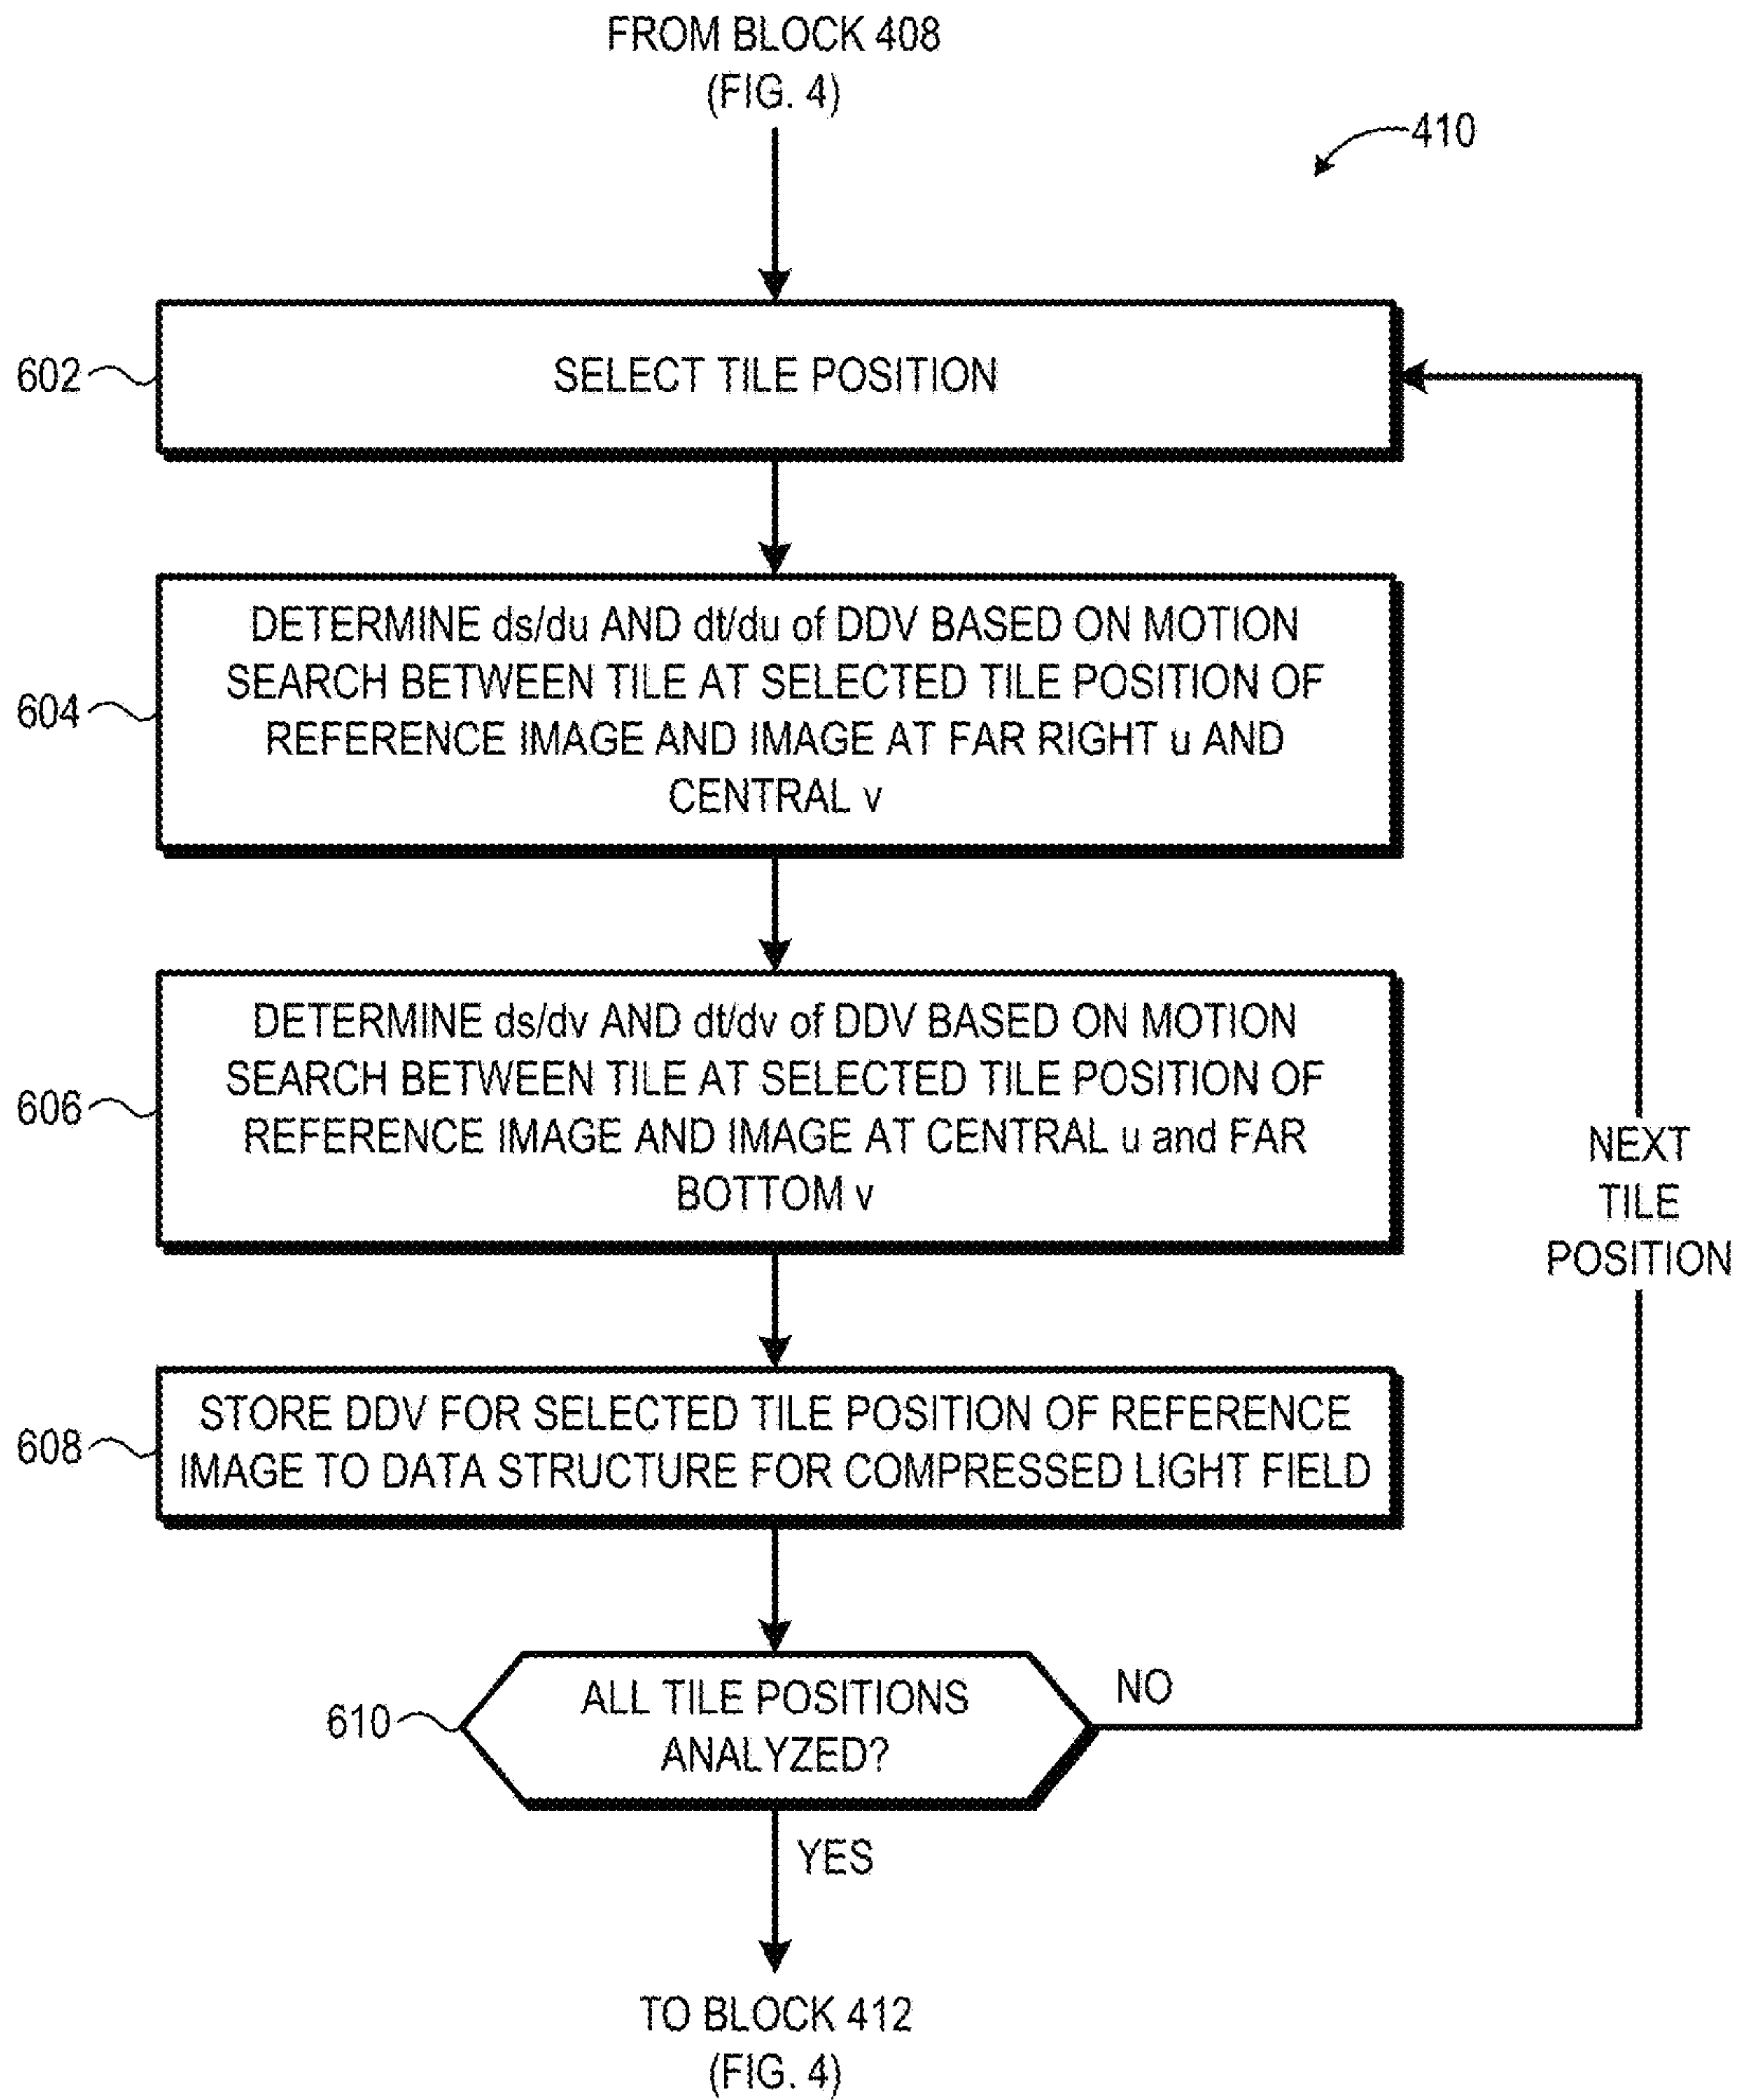 FROM BLOCK 408
(FIG. 4)
410
602
SELECT TILE POSITION
604
DETERMINE ds/du AND dt/du of DDV BASED ON MOTION
SEARCH BETWEEN TILE AT SELECTED TILE POSITION OF
REFERENCE IMAGE AND IMAGE AT FAR RIGHT u AND
CENTRAL v
606
DETERMINE ds/dv AND dt/dv of DDV BASED ON MOTION
SEARCH BETWEEN TILE AT SELECTED TILE POSITION OF
REFERENCE IMAGE AND IMAGE AT CENTRAL u and FAR
BOTTOM v
NEXT
TILE
POSITION
608
STORE DDV FOR SELECTED TILE POSITION OF REFERENCE
IMAGE TO DATA STRUCTURE FOR COMPRESSED LIGHT FIELD
610
ALL TILE POSITIONS
ANALYZED?
NO
YES
TO BLOCK 412
(FIG. 4)